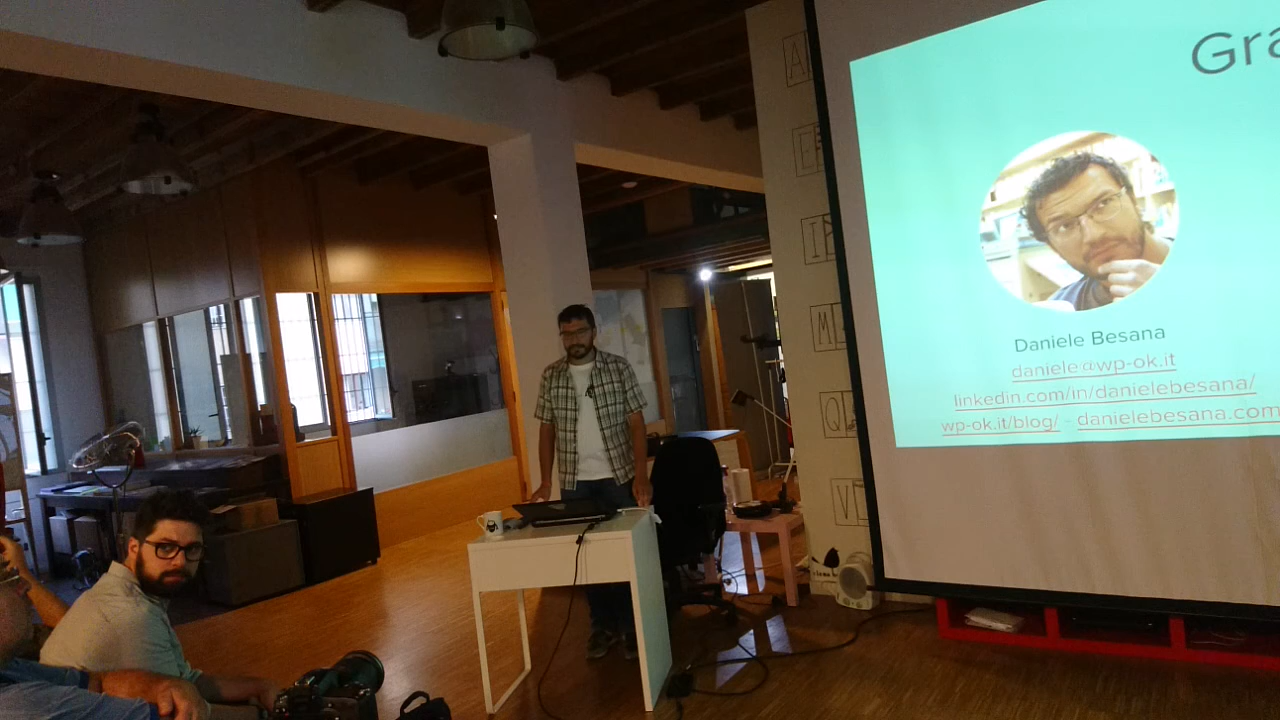 Gra
Daniele Besana
daniele@wp-ok.it
linkedin.com/in/danielebesana/
wp-ok.it/blog/ - danielebesana.com